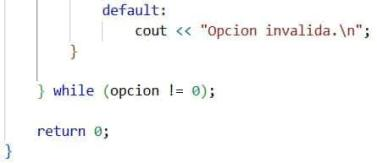 default:
cout << "Opcion invalida.\n";
}
} while (opcion != 0);
return 0;
}